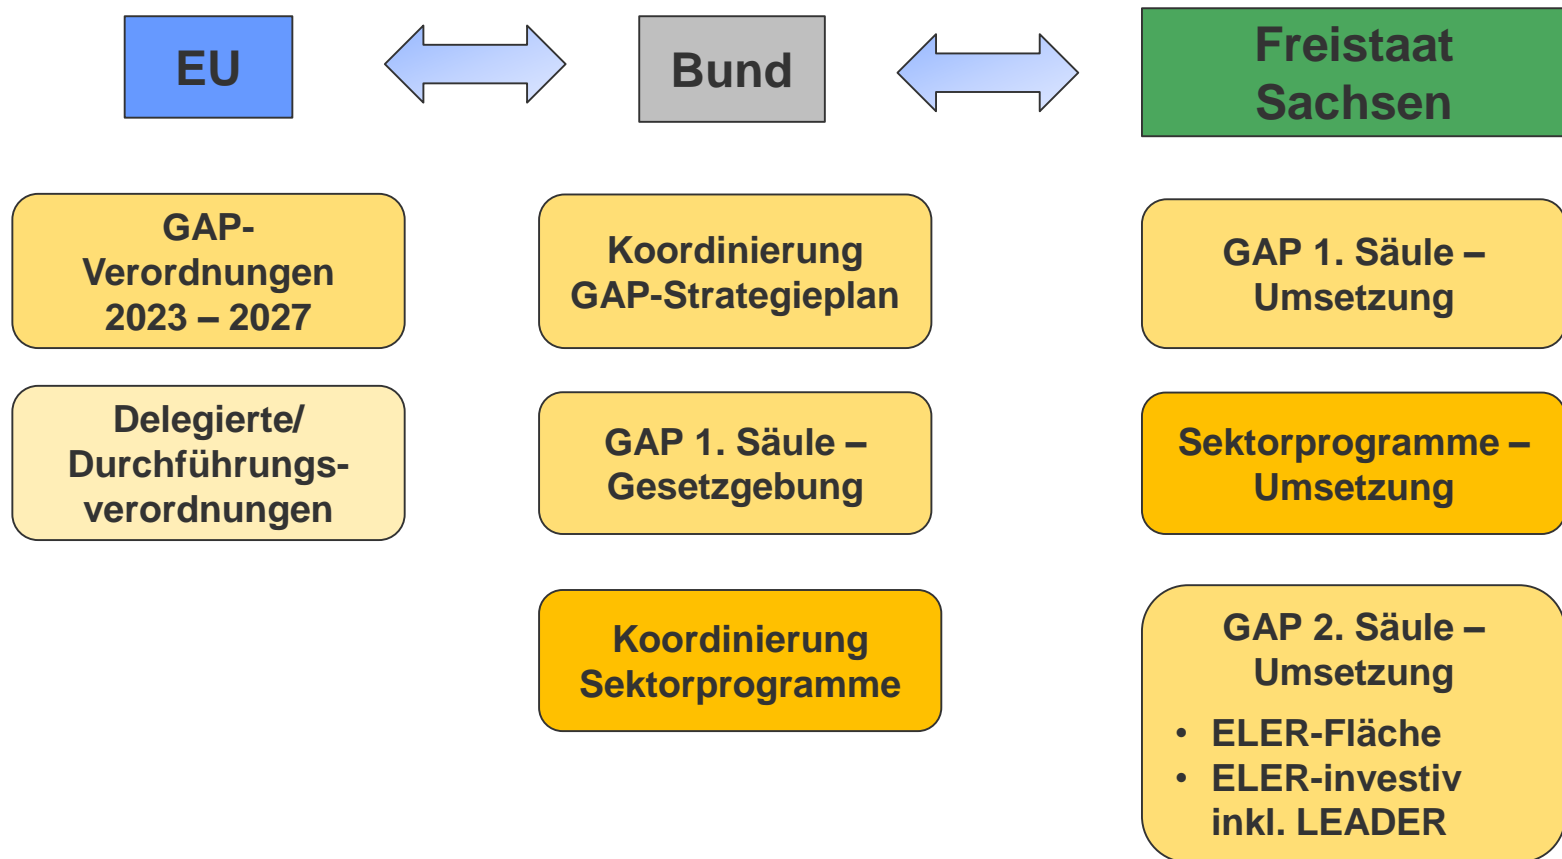 EU
Bund
Freistaat
Sachsen
GAP-
Verordnungen
2023 – 2027
Delegierte/
Durchführungs-
verordnungen
Koordinierung
GAP-Strategieplan
GAP 1. Säule –
Gesetzgebung
Koordinierung
Sektorprogramme
GAP 1. Säule –
Umsetzung
Sektorprogramme –
Umsetzung
GAP 2. Säule –
Umsetzung
• ELER-Fläche
• ELER-investiv
inkl. LEADER